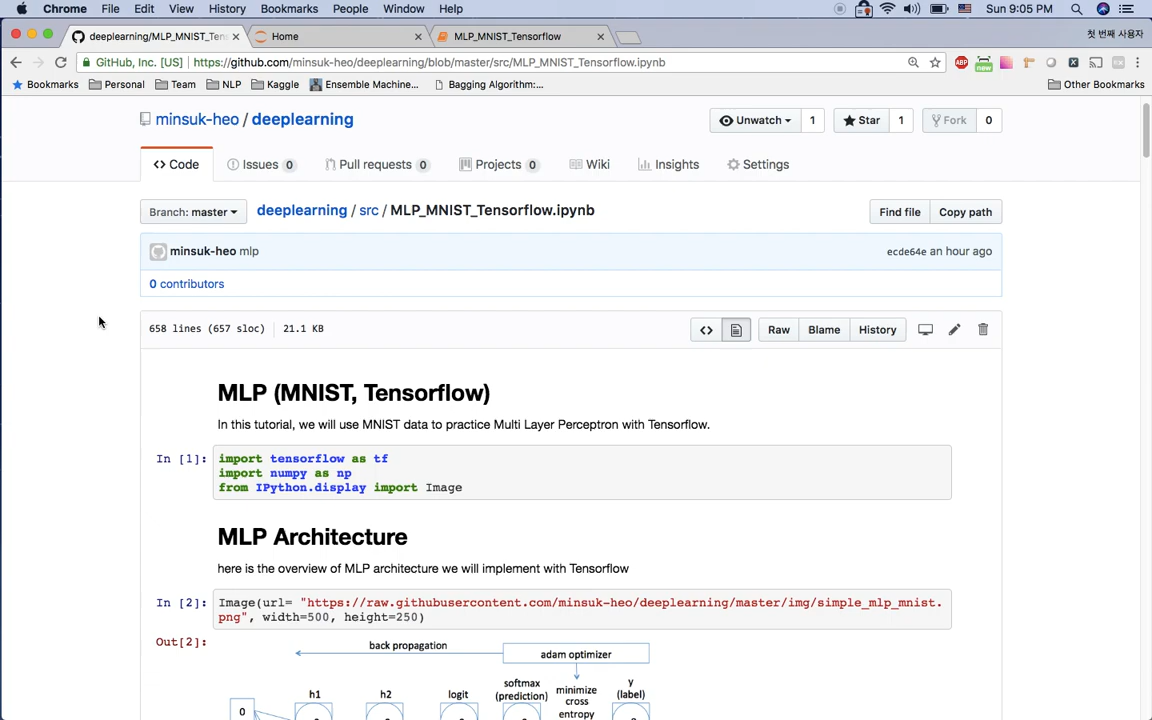 Chrome File Edit View History Bookmarks People Window Help Sun 9:05 PM
deeplearning/MLP_MNIST_Ten Home MLP_MNIST_Tensorflow 첫 번째 사용자
GitHub, Inc. [US] https://github.com/minsuk-heo/deeplearning/blob/master/src/MLP_MNIST_Tensorflow.ipynb ABP new
Bookmarks Personal Team NLP Kaggle Ensemble Machine... Bagging Algorithm:... Other Bookmarks
minsuk-heo / deeplearning Unwatch 1 Star 1 Fork 0
<> Code Issues 0 Pull requests 0 Projects 0 Wiki Insights Settings
Branch: master deeplearning / src / MLP_MNIST_Tensorflow.ipynb Find file Copy path
minsuk-heo mlp ecde64e an hour ago
0 contributors
658 lines (657 sloc) 21.1 KB <> Raw Blame History
MLP (MNIST, Tensorflow)
In this tutorial, we will use MNIST data to practice Multi Layer Perceptron with Tensorflow.
In [1]: import tensorflow as tf
import numpy as np
from IPython.display import Image
MLP Architecture
here is the overview of MLP architecture we will implement with Tensorflow
In [2]: Image(url= "https://raw.githubusercontent.com/minsuk-heo/deeplearning/master/img/simple_mlp_mnist.
png", width=500, height=250)
Out[2]: back propagation
adam optimizer
h1 h2 logit softmax
(prediction) minimize
cross
entropy y
(label)
0